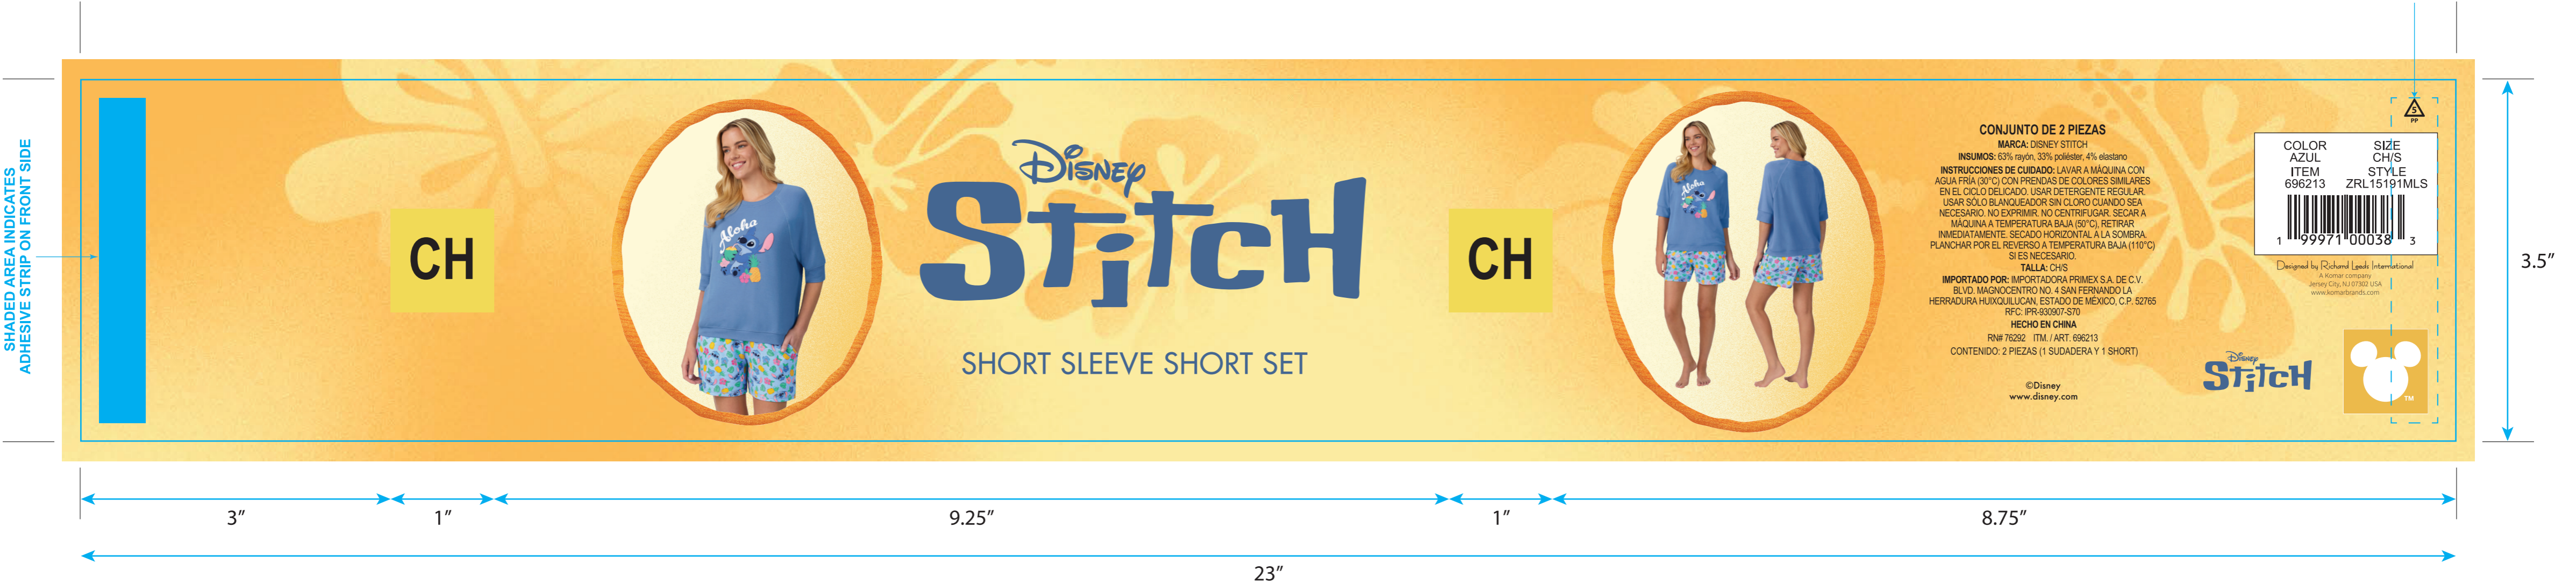 SHADED AREA INDICATES
ADHESIVE STRIP ON FRONT SIDE
CH
Aloha
Disney
Stitch
SHORT SLEEVE SHORT SET
CH
Aloha
CONJUNTO DE 2 PIEZAS
MARCA: DISNEY STITCH
INSUMOS: 63% rayón, 33% poliéster, 4% elastano
INSTRUCCIONES DE CUIDADO: LAVAR A MÁQUINA CON
AGUA FRÍA (30°C) CON PRENDAS DE COLORES SIMILARES
EN EL CICLO DELICADO. USAR DETERGENTE REGULAR.
USAR SÓLO BLANQUEADOR SIN CLORO CUANDO SEA
NECESARIO. NO EXPRIMIR. NO CENTRIFUGAR. SECAR A
MÁQUINA A TEMPERATURA BAJA (50°C), RETIRAR
INMEDIATAMENTE. SECADO HORIZONTAL A LA SOMBRA.
PLANCHAR POR EL REVERSO A TEMPERATURA BAJA (110°C)
SI ES NECESARIO.
TALLA: CH/S
IMPORTADO POR: IMPORTADORA PRIMEX S.A. DE C.V.
BLVD. MAGNOCENTRO NO. 4 SAN FERNANDO LA
HERRADURA HUIXQUILUCAN, ESTADO DE MÉXICO, C.P. 52765
RFC: IPR-930907-S70
HECHO EN CHINA
RN# 76292 ITM. / ART. 696213
CONTENIDO: 2 PIEZAS (1 SUDADERA Y 1 SHORT)
©Disney
www.disney.com
5
PP
COLOR SIZE
AZUL CH/S
ITEM STYLE
696213 ZRL15191MLS
1 99971 00038 3
Designed by Richard Leeds International
A Komar company
Jersey City, NJ 07302 USA
www.komarbrands.com
Disney
Stitch
TM
3.5”
3” 1” 9.25” 1” 8.75”
23”